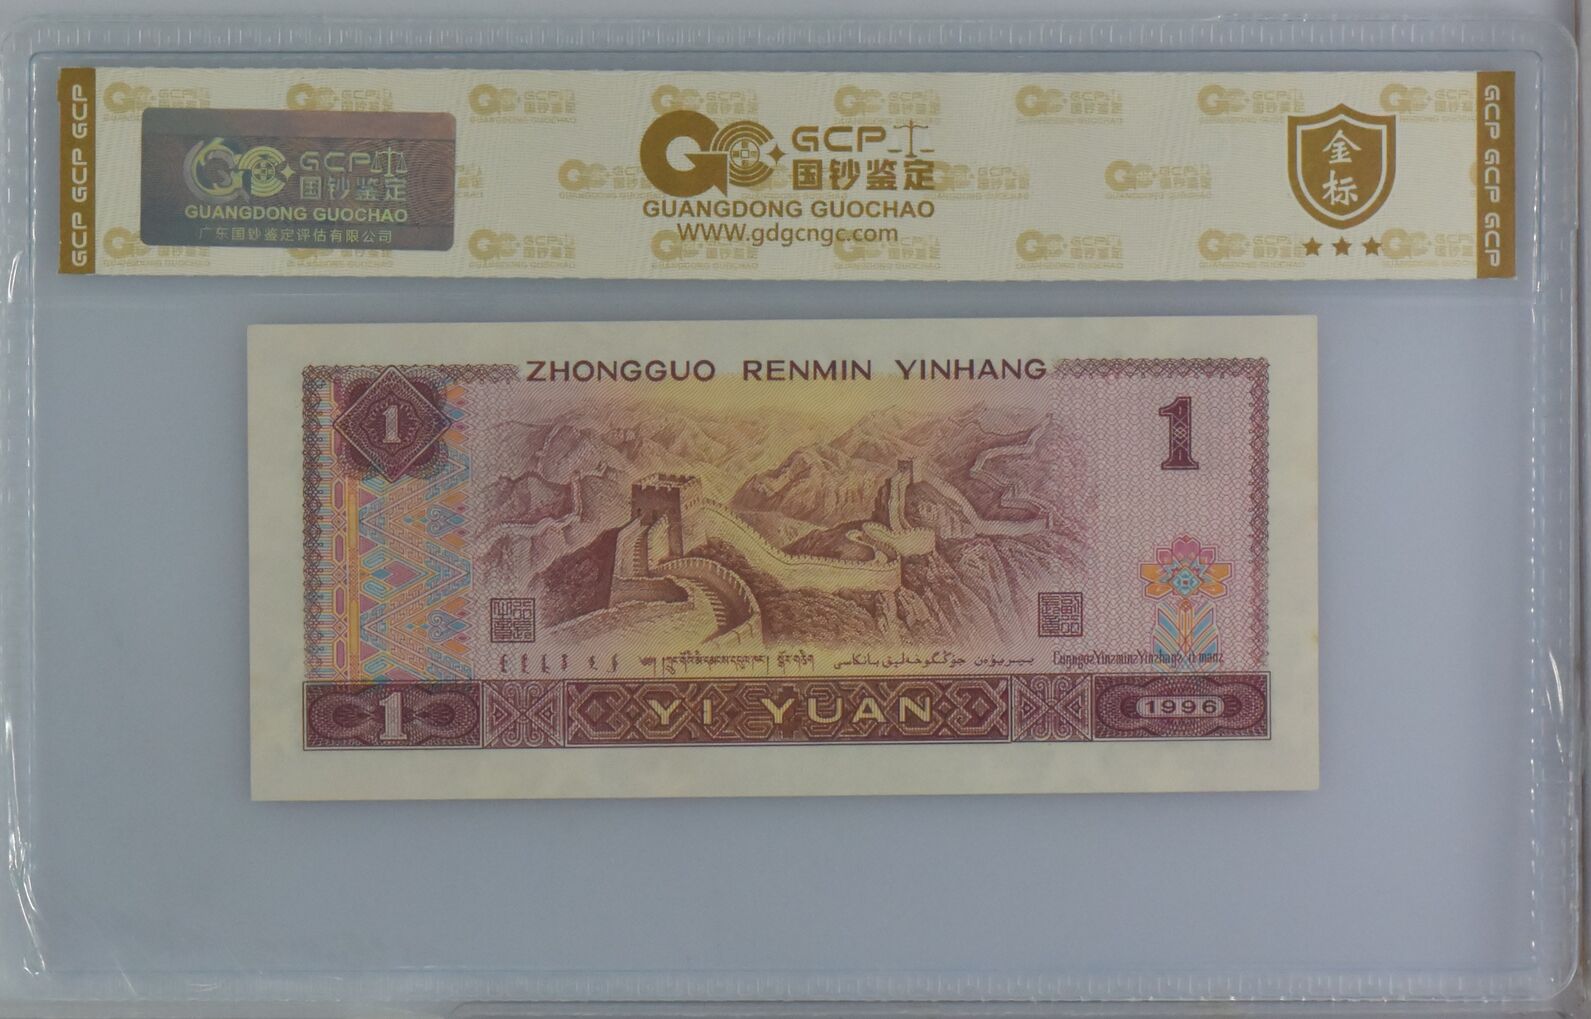 GCP GCP GCP
GCP
国钞鉴定
GUANGDONG GUOCHAO
广东国钞鉴定评估有限公司
GCP
国钞鉴定
GUANGDONG GUOCHAO
WWW.gdgcngc.com
金
标
GCP GCP GCP
ZHONGGUO RENMIN YINHANG
1
1
1
YI YUAN
1996